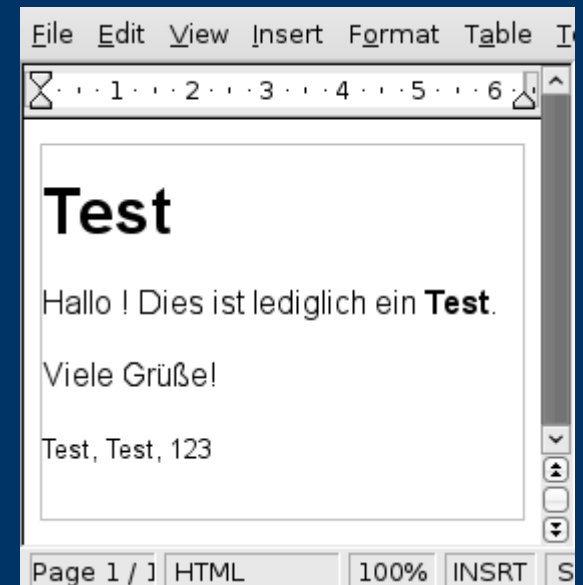 File Edit View Insert Format Table
1 2 3 4 5 6
Test
Hallo ! Dies ist lediglich ein Test.
Viele Grüße!
Test, Test, 123
Page 1 / 1 HTML 100% INSRT S